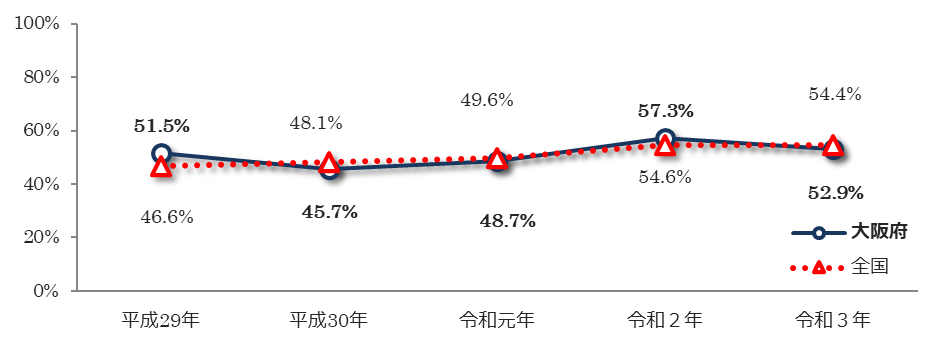 100%
80%
60%
40%
20%
0%
51.5%
48.1%
49.6%
57.3%
54.4%
46.6%
45.7%
48.7%
54.6%
52.9%
大阪府
全国
平成29年
平成30年
令和元年
令和２年
令和３年